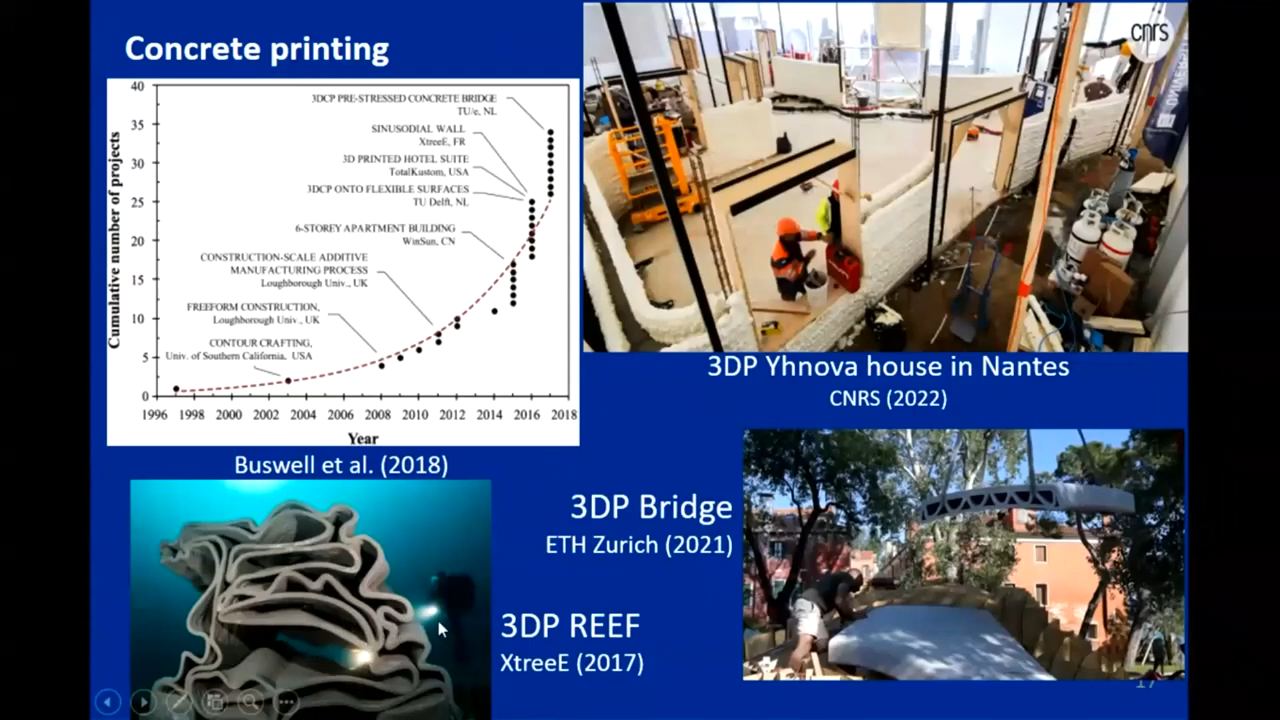 Concrete printing
cnrs
40
35
30
25
20
15
10
5
0
Cumulative number of projects
3DCP PRE-STRESSED CONCRETE BRIDGE
TU/e, NL
SINUSODIAL WALL
XtreeE, FR
3D PRINTED HOTEL SUITE
TotalKustom, USA
3DCP ONTO FLEXIBLE SURFACES
TU Delft, NL
6-STOREY APARTMENT BUILDING
WinSun, CN
CONSTRUCTION-SCALE ADDITIVE
MANUFACTURING PROCESS
Loughborough Univ., UK
FREEFORM CONSTRUCTION,
Loughborough Univ., UK
CONTOUR CRAFTING,
Univ. of Southern California, USA
1996 1998 2000 2002 2004 2006 2008 2010 2012 2014 2016 2018
Year
Buswell et al. (2018)
3DP Yhnova house in Nantes
CNRS (2022)
3DP Bridge
ETH Zurich (2021)
3DP REEF
XtreeE (2017)
17